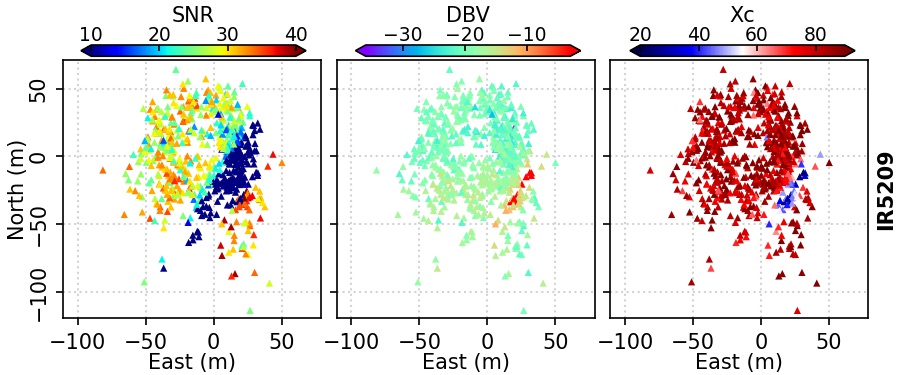 SNR DBV Xc
10 20 30 40 −30 −20 −10 20 40 60 80
50
0
−50
−100
North (m)
IR5209
−100 −50 0 50 −100 −50 0 50 −100 −50 0 50
East (m) East (m) East (m)